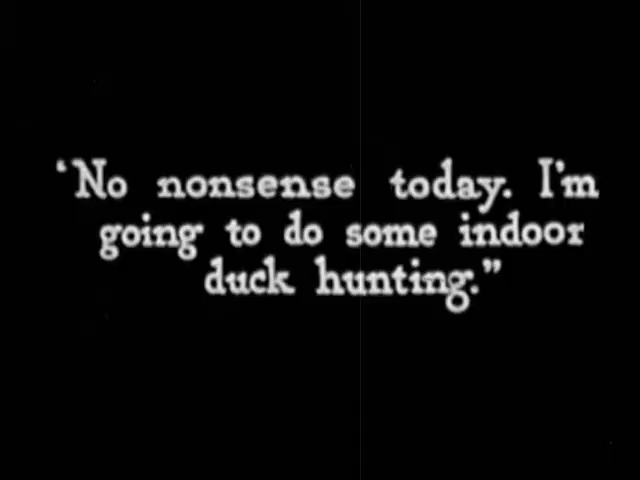 ‘No nonsense today. I'm
going to do some indoor
duck hunting.”